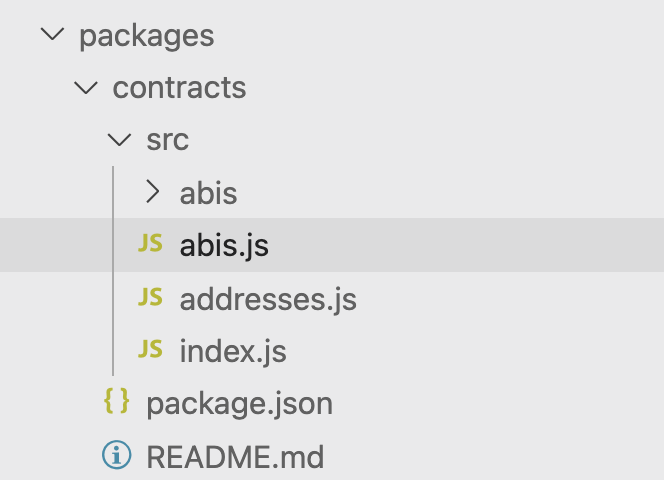 packages
contracts
src
abis
JS abis.js
JS addresses.js
JS index.js
{ } package.json
README.md